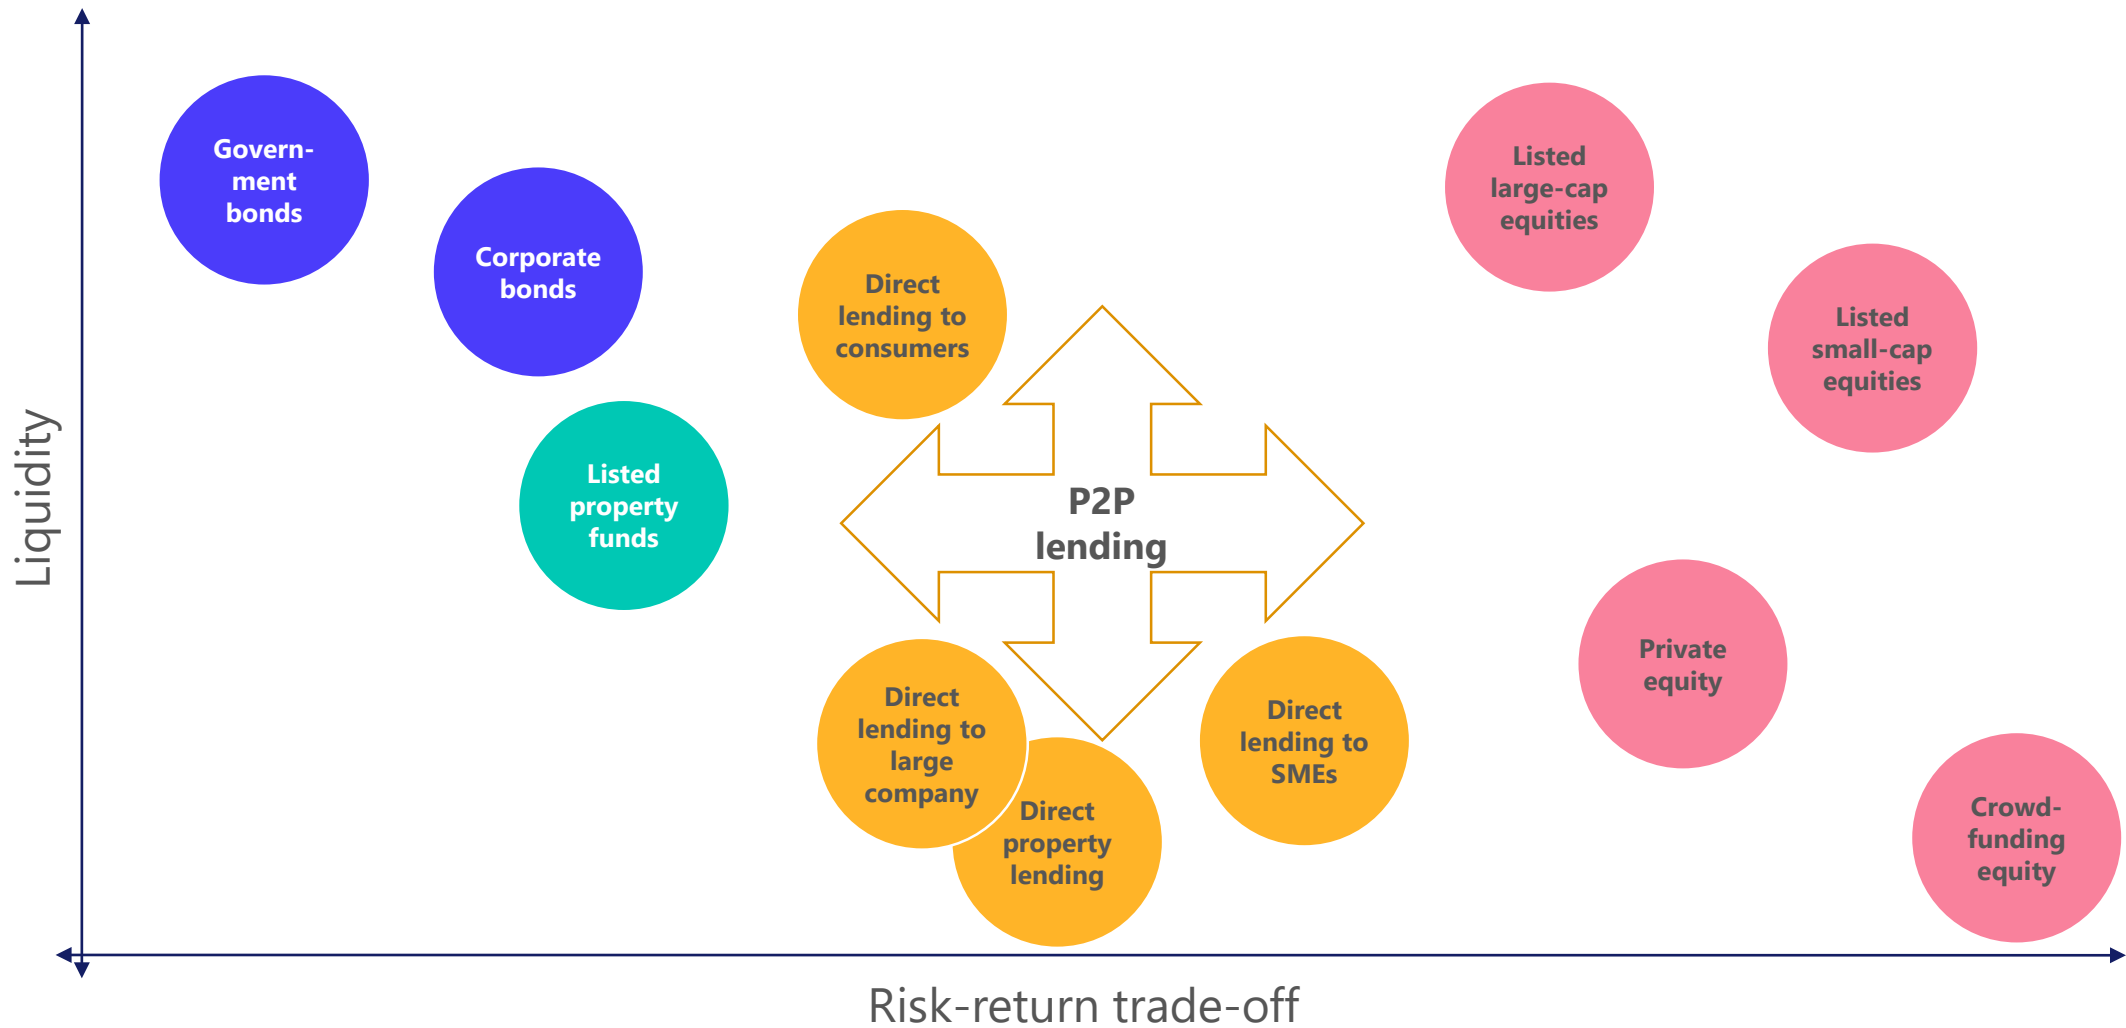 Govern-
ment
bonds
Corporate
bonds
Listed
property
funds
Direct
lending to
consumers
P2P
lending
Direct
lending to
large
company
Direct
property
lending
Direct
lending to
SMEs
Listed
large-cap
equities
Listed
small-cap
equities
Private
equity
Crowd-
funding
equity
Liquidity
Risk-return trade-off